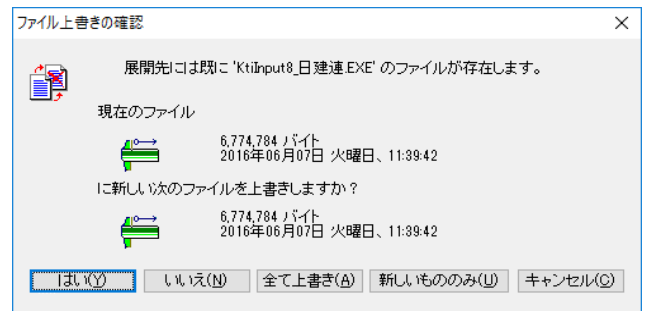 ファイル上書きの確認
展開先には既に 'KtiInput8_日建連.EXE' のファイルが存在します。
現在のファイル
6,774,784 バイト
2016年06月07日 火曜日、11:39:42
に新しい次のファイルを上書きしますか？
6,774,784 バイト
2016年06月07日 火曜日、11:39:42
はい(Y) いいえ(N) 全て上書き(A) 新しいもののみ(U) キャンセル(C)